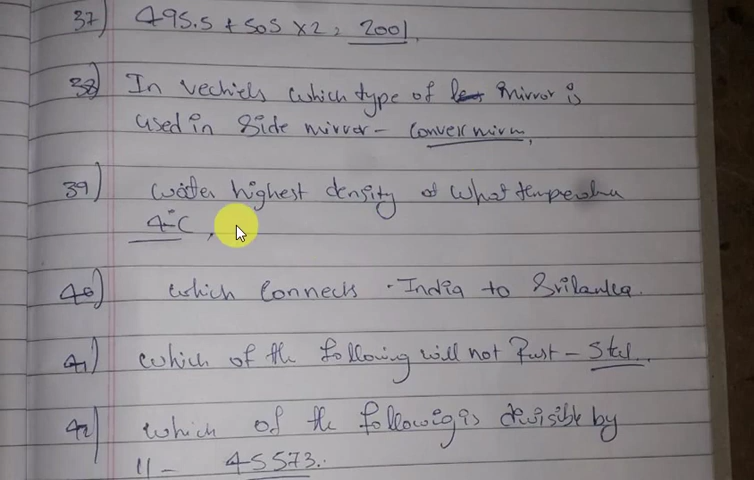 37) 495.5 + 505 x 2, 2001.
38) In vechiels which type of mirror is
used in side mirror - convex mirror,
39) water highest density at what temperature
4°C,
40) which connects India to Srilanka.
41) which of the following will not Rust - Steel.
42) which of the following is devisible by
11 - 45573.